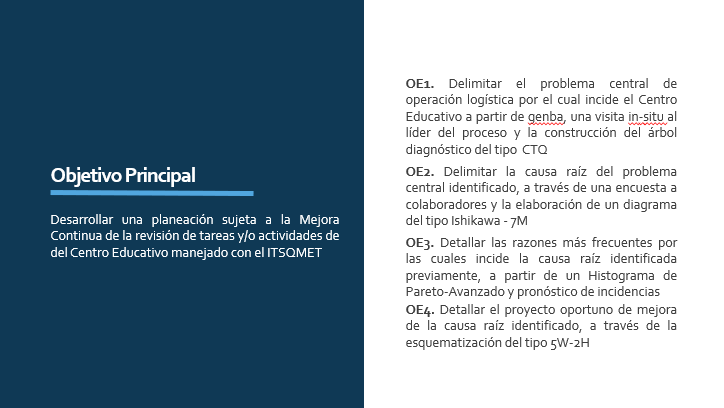 Objetivo Principal
Desarrollar una planeación sujeta a la Mejora
Continua de la revisión de tareas y/o actividades de
del Centro Educativo manejado con el ITSQMET
OE1. Delimitar el problema central de
operación logística por el cual incide el Centro
Educativo a partir de genba, una visita in-situ al
líder del proceso y la construcción del árbol
diagnóstico del tipo CTQ
OE2. Delimitar la causa raíz del problema
central identificado, a través de una encuesta a
colaboradores y la elaboración de un diagrama
del tipo Ishikawa - 7M
OE3. Detallar las razones más frecuentes por
las cuales incide la causa raíz identificada
previamente, a partir de un Histograma de
Pareto-Avanzado y pronóstico de incidencias
OE4. Detallar el proyecto oportuno de mejora
de la causa raíz identificado, a través de la
esquematización del tipo 5W-2H